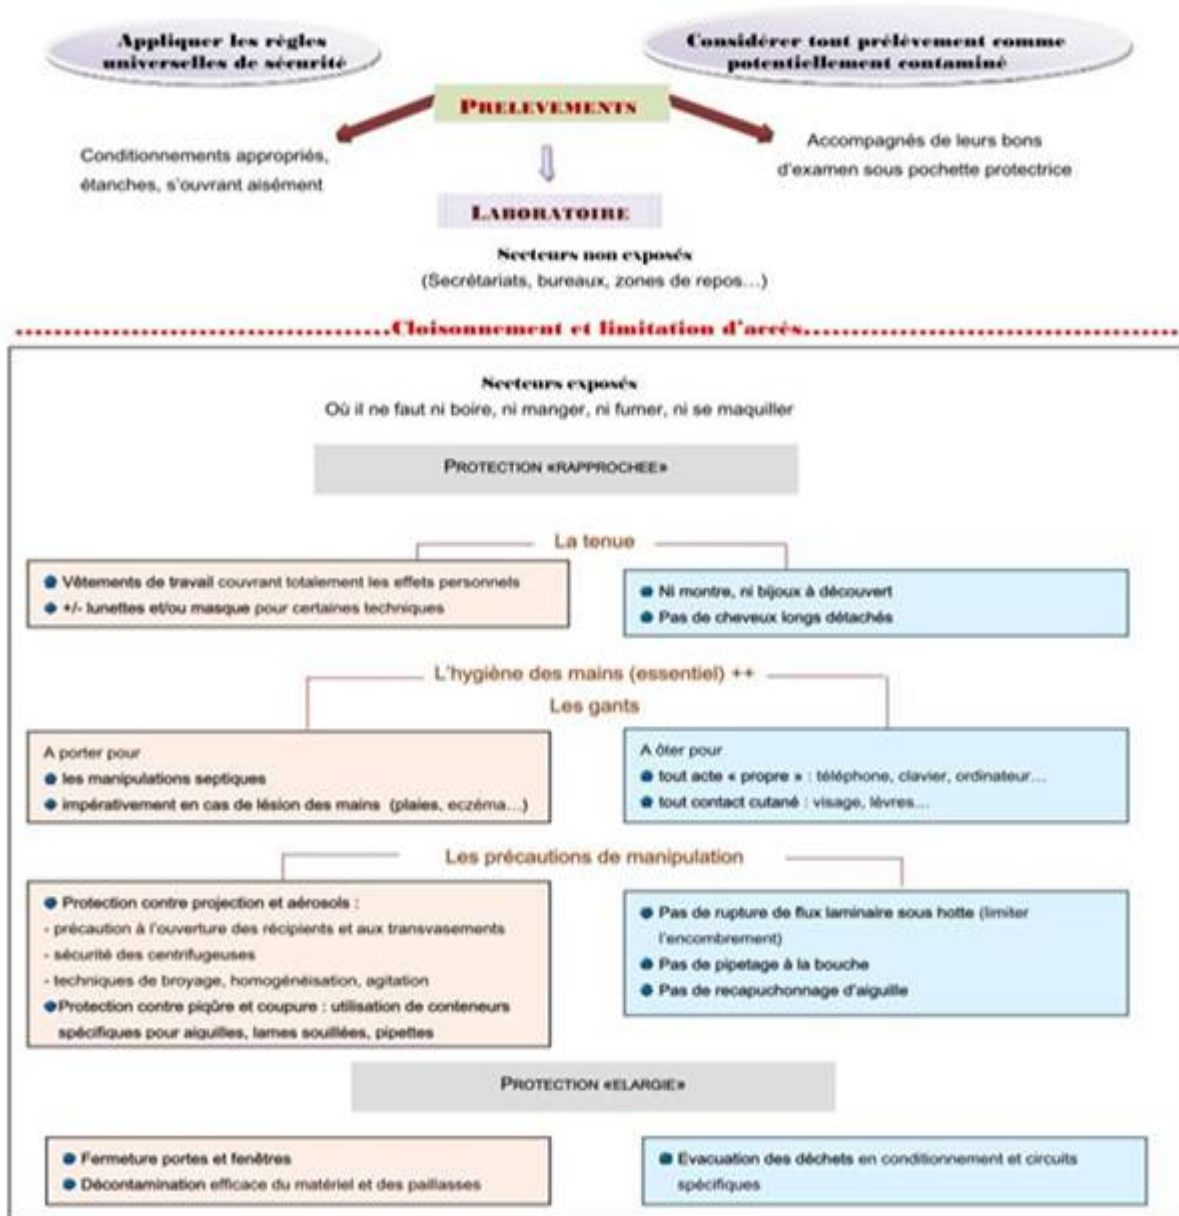 Appliquer les règles
universelles de sécurité
Considérer tout prélèvement comme
potentiellement contaminé
PRELEVEMENTS
Conditionnements appropriés,
étanches, s'ouvrant aisément
Accompagnés de leurs bons
d'examen sous pochette protectrice
LABORATOIRE
Secteurs non exposés
(Secrétariats, bureaux, zones de repos…)
Cloisonnement et limitation d'accès
Secteurs exposés
Où il ne faut ni boire, ni manger, ni fumer, ni se maquiller
PROTECTION «RAPPROCHEE»
La tenue
Vêtements de travail couvrant totalement les effets personnels
+/- lunettes et/ou masque pour certaines techniques
Ni montre, ni bijoux à découvert
Pas de cheveux longs détachés
L'hygiène des mains (essentiel) ++
Les gants
A porter pour
les manipulations septiques
impérativement en cas de lésion des mains (plaies, eczéma…)
A ôter pour
tout acte « propre » : téléphone, clavier, ordinateur…
tout contact cutané : visage, lèvres…
Les précautions de manipulation
Protection contre projection et aérosols :
- précaution à l'ouverture des récipients et aux transvasements
- sécurité des centrifugeuses
- techniques de broyage, homogénéisation, agitation
Protection contre piqûre et coupure : utilisation de conteneurs
spécifiques pour aiguilles, lames souillées, pipettes
Pas de rupture de flux laminaire sous hotte (limiter
l'encombrement)
Pas de pipetage à la bouche
Pas de recapuchonnage d'aiguille
PROTECTION «ELARGIE»
Fermeture portes et fenêtres
Décontamination efficace du matériel et des paillasses
Evacuation des déchets en conditionnement et circuits
spécifiques